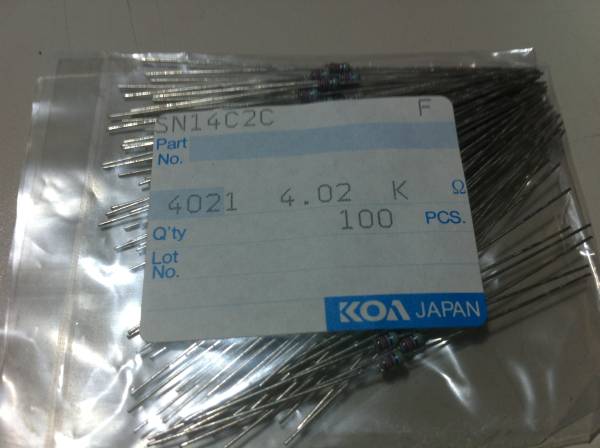 SN14C2C F
Part
No.
4021 4.02 K Ω
Q'ty 100 PCS.
Lot
No.
KOA JAPAN